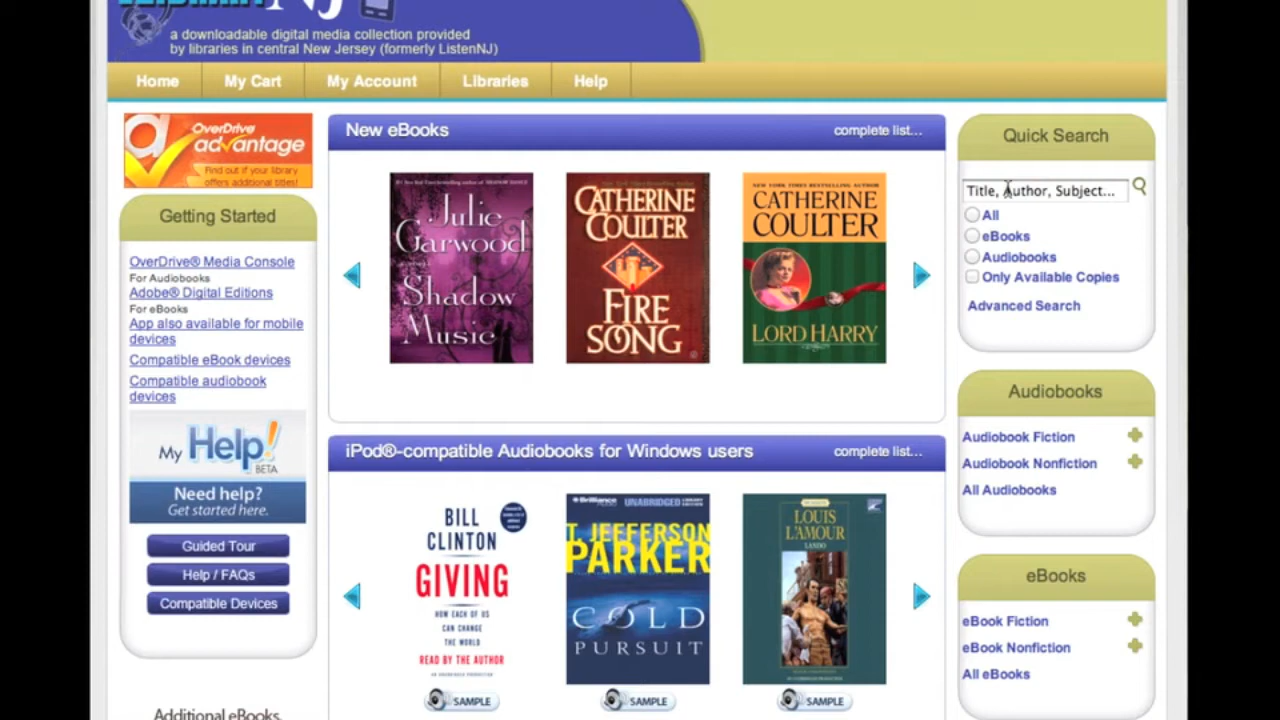 NJ
a downloadable digital media collection provided
by libraries in central New Jersey (formerly ListenNJ)
Home
My Cart
My Account
Libraries
Help
OverDrive
advantage
Find out if your library
offers additional titles!
Getting Started
OverDrive® Media Console
For Audiobooks
Adobe® Digital Editions
For eBooks
App also available for mobile
devices
Compatible eBook devices
Compatible audiobook
devices
My Help!
BETA
Need help?
Get started here.
Guided Tour
Help / FAQs
Compatible Devices
Additional eBooks,
New eBooks
complete list...
Julie
Garwood
Shadow
Music
CATHERINE
COULTER
FIRE
SONG
NEW YORK TIMES BESTSELLING AUTHOR
CATHERINE
COULTER
LORD HARRY
iPod®-compatible Audiobooks for Windows users
complete list...
BILL
CLINTON
GIVING
HOW EACH OF US
CAN CHANGE
THE WORLD
READ BY THE AUTHOR
SAMPLE
Brilliance
UNABRIDGED
T. JEFFERSON
PARKER
COLD
PURSUIT
SAMPLE
LOUIS
L'AMOUR
LANDO
SAMPLE
Quick Search
Title, Author, Subject...
All
eBooks
Audiobooks
Only Available Copies
Advanced Search
Audiobooks
Audiobook Fiction
Audiobook Nonfiction
All Audiobooks
eBooks
eBook Fiction
eBook Nonfiction
All eBooks